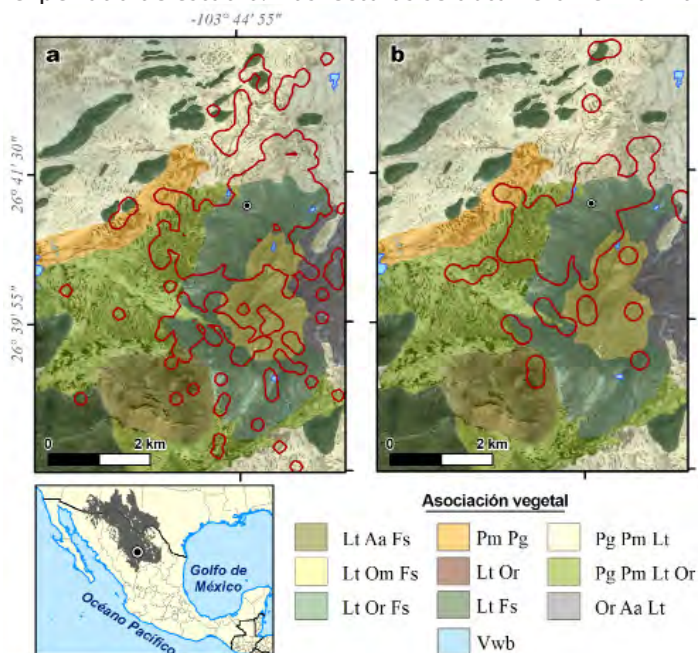 -103° 44' 55"
a
b
26° 41' 30"
26° 39' 55"
0 2 km
0 2 km
Golfo de
México
Océano Pacífico
Asociación vegetal
Lt Aa Fs
Pm Pg
Pg Pm Lt
Lt Om Fs
Lt Or
Pg Pm Lt Or
Lt Or Fs
Lt Fs
Or Aa Lt
Vwb